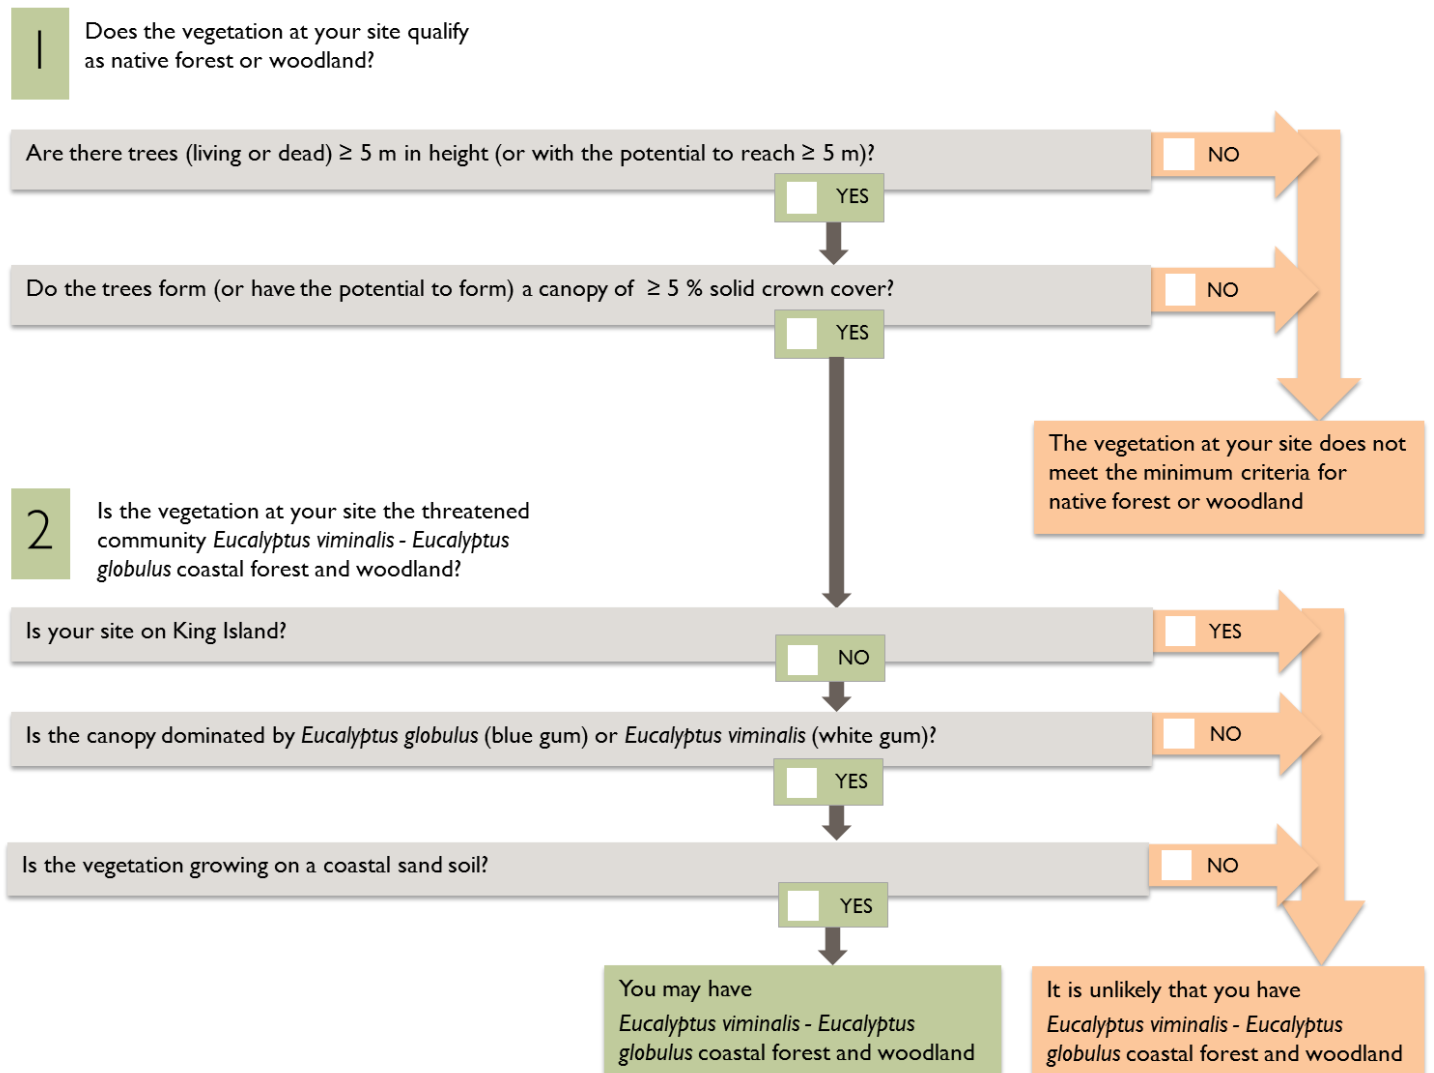 1
Does the vegetation at your site qualify
as native forest or woodland?
Are there trees (living or dead) ≥ 5 m in height (or with the potential to reach ≥ 5 m)?
NO
YES
Do the trees form (or have the potential to form) a canopy of ≥ 5 % solid crown cover?
NO
YES
The vegetation at your site does not
meet the minimum criteria for
native forest or woodland
2
Is the vegetation at your site the threatened
community Eucalyptus viminalis - Eucalyptus
globulus coastal forest and woodland?
Is your site on King Island?
YES
NO
Is the canopy dominated by Eucalyptus globulus (blue gum) or Eucalyptus viminalis (white gum)?
NO
YES
Is the vegetation growing on a coastal sand soil?
NO
YES
You may have
Eucalyptus viminalis - Eucalyptus
globulus coastal forest and woodland
It is unlikely that you have
Eucalyptus viminalis - Eucalyptus
globulus coastal forest and woodland